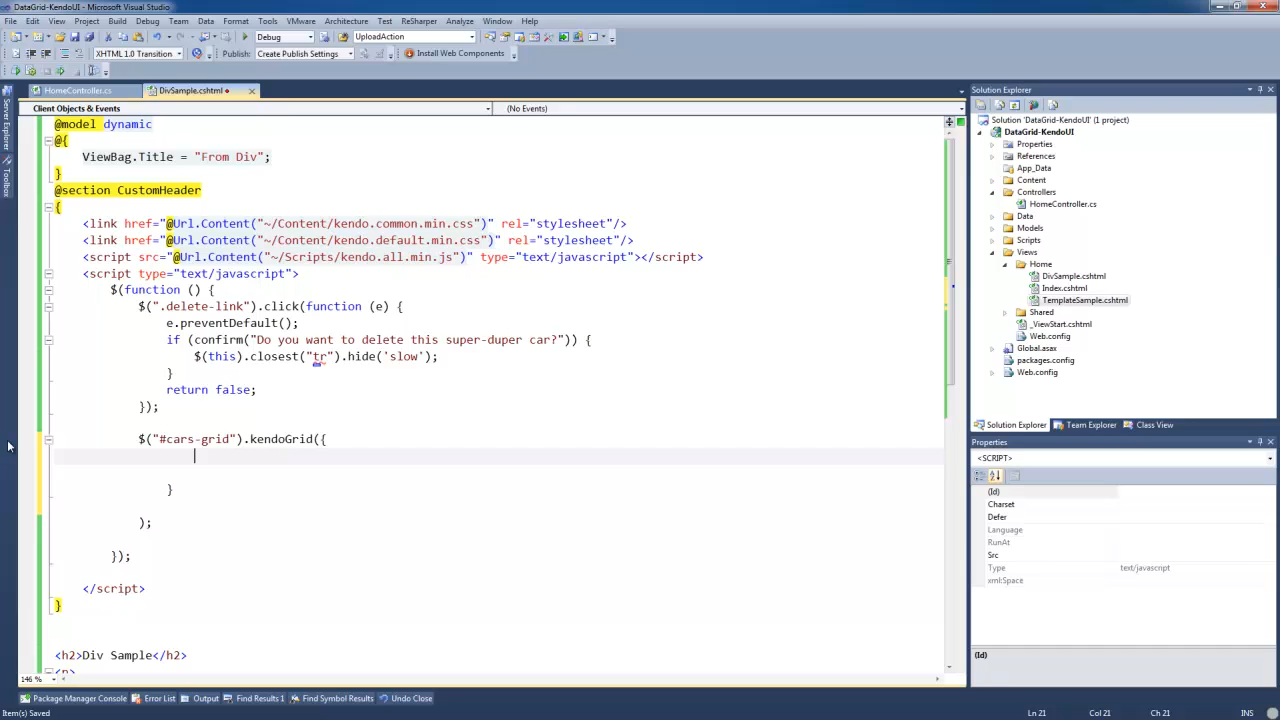 DataGrid-KendoUI - Microsoft Visual Studio
File Edit View Project Build Debug Team Data Format Tools VMware Architecture Test ReSharper Analyze Window Help
Debug UploadAction
XHTML 1.0 Transition Publish: Create Publish Settings Install Web Components
HomeController.cs DivSample.cshtml
Client Objects & Events (No Events)
@model dynamic
@{
ViewBag.Title = "From Div";
}
@section CustomHeader
{
<link href="@Url.Content("~/Content/kendo.common.min.css")" rel="stylesheet"/>
<link href="@Url.Content("~/Content/kendo.default.min.css")" rel="stylesheet"/>
<script src="@Url.Content("~/Scripts/kendo.all.min.js")" type="text/javascript"></script>
<script type="text/javascript">
$(function () {
$(".delete-link").click(function (e) {
e.preventDefault();
if (confirm("Do you want to delete this super-duper car?")) {
$(this).closest("tr").hide('slow');
}
return false;
});
$("#cars-grid").kendoGrid({
}
);
});
</script>
}
<h2>Div Sample</h2>
<p>
146 %
Server Explorer
Toolbox
Solution Explorer
Solution 'DataGrid-KendoUI' (1 project)
DataGrid-KendoUI
Properties
References
App_Data
Content
Controllers
HomeController.cs
Data
Models
Scripts
Views
Home
DivSample.cshtml
Index.cshtml
TemplateSample.cshtml
Shared
_ViewStart.cshtml
Web.config
Global.asax
packages.config
Web.config
Solution Explorer Team Explorer Class View
Properties
<SCRIPT>
(Id)
Charset
Defer
Language
RunAt
Src
Type text/javascript
xml:Space
(Id)
Package Manager Console Error List Output Find Results 1 Find Symbol Results Undo Close
Item(s) Saved Ln 21 Col 21 Ch 21 INS